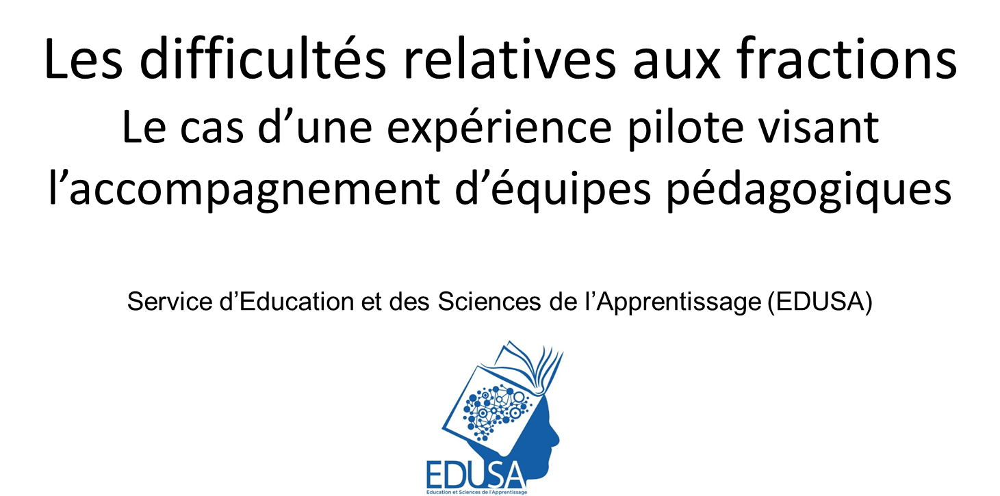 Les difficultés relatives aux fractions
Le cas d’une expérience pilote visant
l’accompagnement d’équipes pédagogiques
Service d’Education et des Sciences de l’Apprentissage (EDUSA)
EDUSA
Education et Sciences de l'Apprentissage